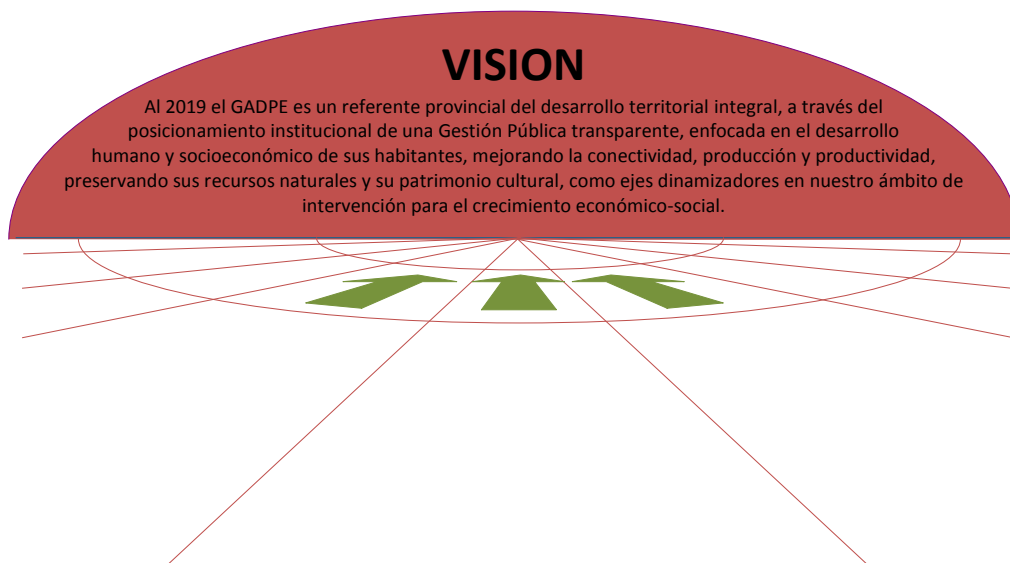 VISION
Al 2019 el GADPE es un referente provincial del desarrollo territorial integral, a través del
posicionamiento institucional de una Gestión Pública transparente, enfocada en el desarrollo
humano y socioeconómico de sus habitantes, mejorando la conectividad, producción y productividad,
preservando sus recursos naturales y su patrimonio cultural, como ejes dinamizadores en nuestro ámbito de
intervención para el crecimiento económico-social.